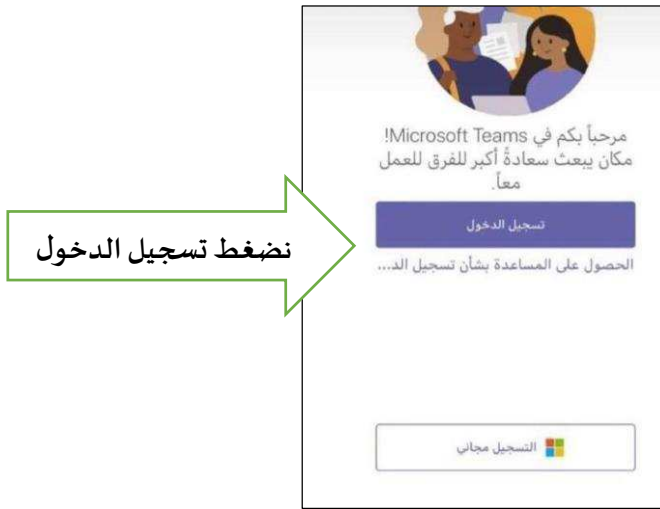 مرحباً بكم في Microsoft Teams!
مكان يبعث سعادةً أكبر للفرق للعمل
معاً.
تسجيل الدخول
الحصول على المساعدة بشأن تسجيل الد...
نضغط تسجيل الدخول
التسجيل مجاني